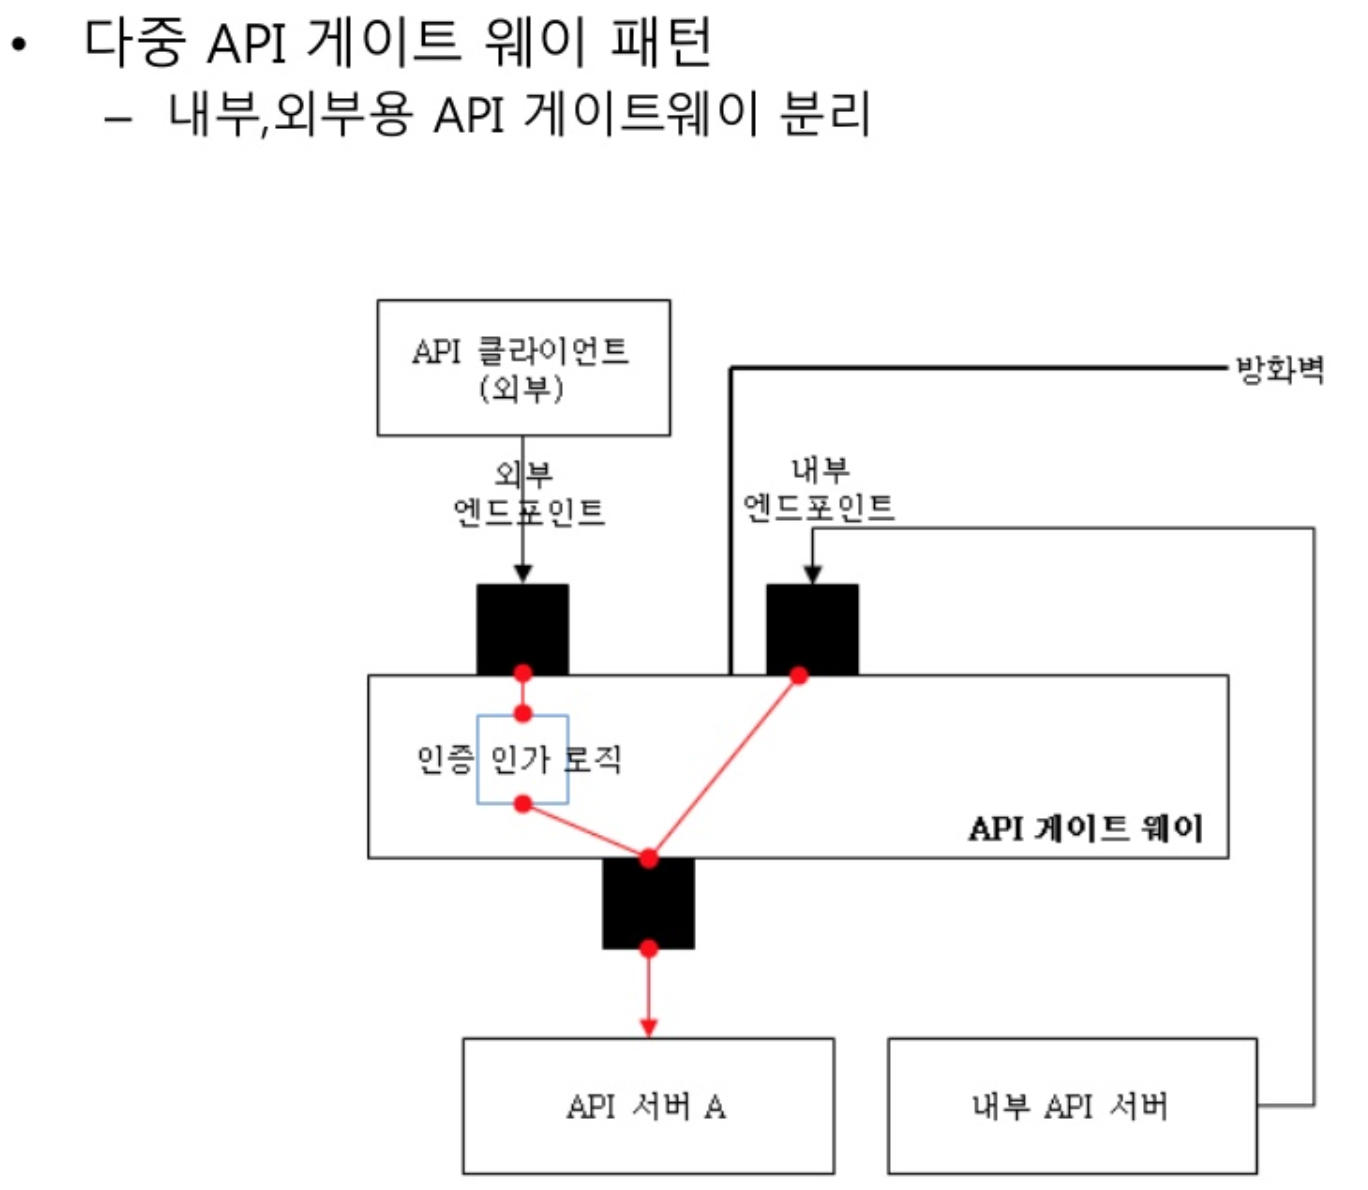 • 다중 API 게이트 웨이 패턴
– 내부,외부용 API 게이트웨이 분리
API 클라이언트
(외부)
방화벽
외부
엔드포인트
내부
엔드포인트
인증 인가 로직
API 게이트 웨이
API 서버 A
내부 API 서버